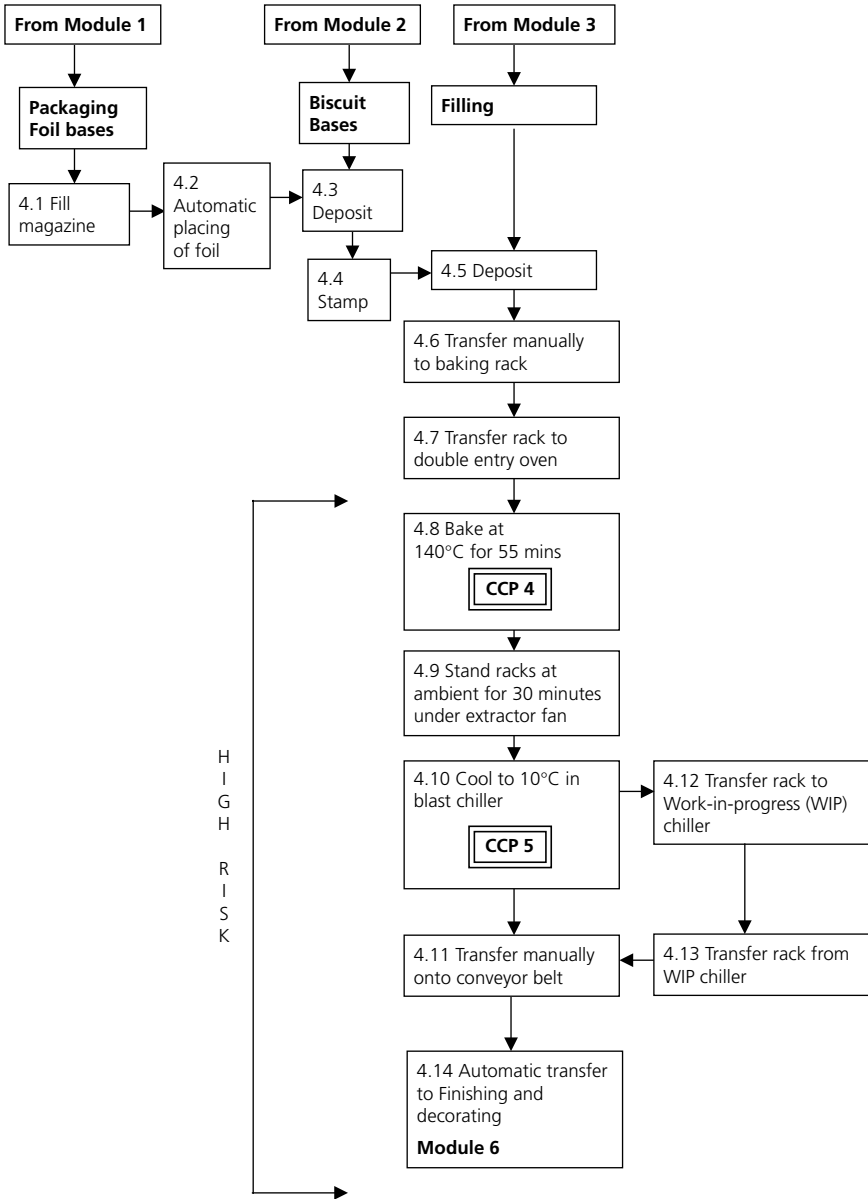 From Module 1
From Module 2
From Module 3
Packaging
Foil bases
Biscuit
Bases
Filling
4.1 Fill
magazine
4.2
Automatic
placing
of foil
4.3
Deposit
4.4
Stamp
4.5 Deposit
4.6 Transfer manually
to baking rack
4.7 Transfer rack to
double entry oven
4.8 Bake at
140°C for 55 mins
CCP 4
4.9 Stand racks at
ambient for 30 minutes
under extractor fan
4.10 Cool to 10°C in
blast chiller
CCP 5
4.12 Transfer rack to
Work-in-progress (WIP)
chiller
4.11 Transfer manually
onto conveyor belt
4.13 Transfer rack from
WIP chiller
4.14 Automatic transfer
to Finishing and
decorating
Module 6
H
I
G
H
R
I
S
K